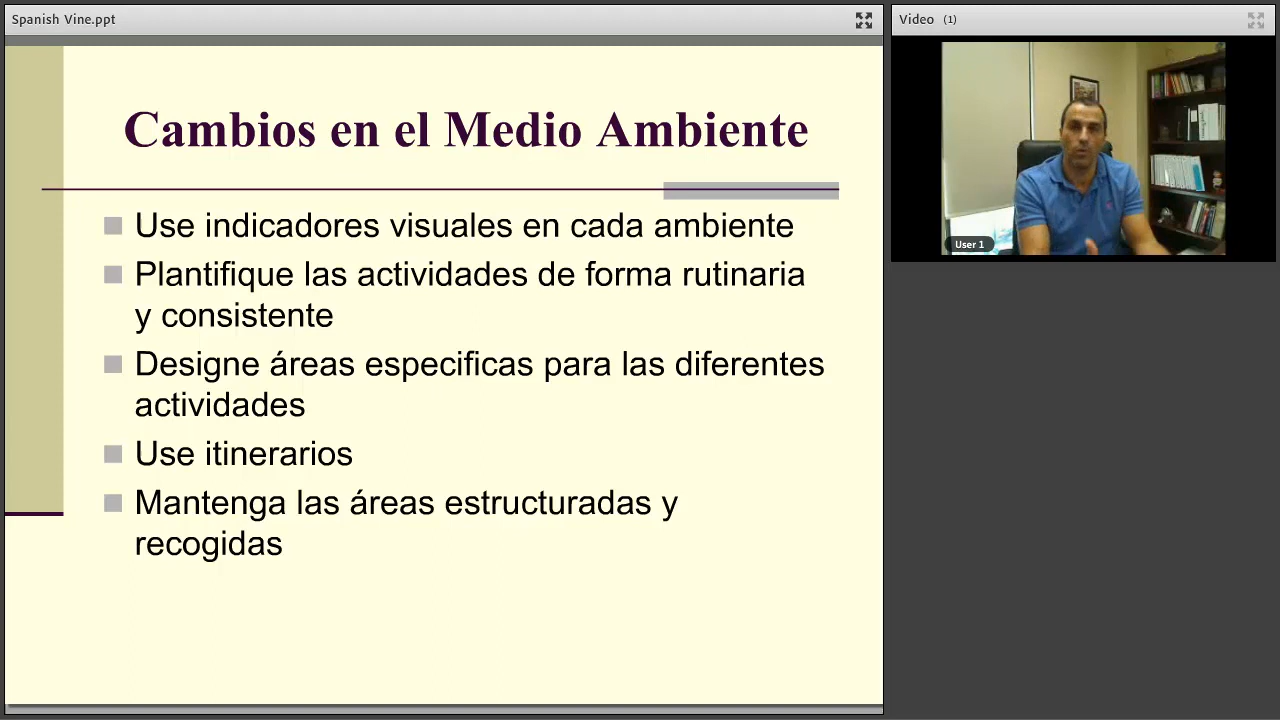 Spanish Vine.ppt
Video (1)
Cambios en el Medio Ambiente
Use indicadores visuales en cada ambiente
Plantifique las actividades de forma rutinaria
y consistente
Designe áreas especificas para las diferentes
actividades
Use itinerarios
Mantenga las áreas estructuradas y
recogidas
User 1